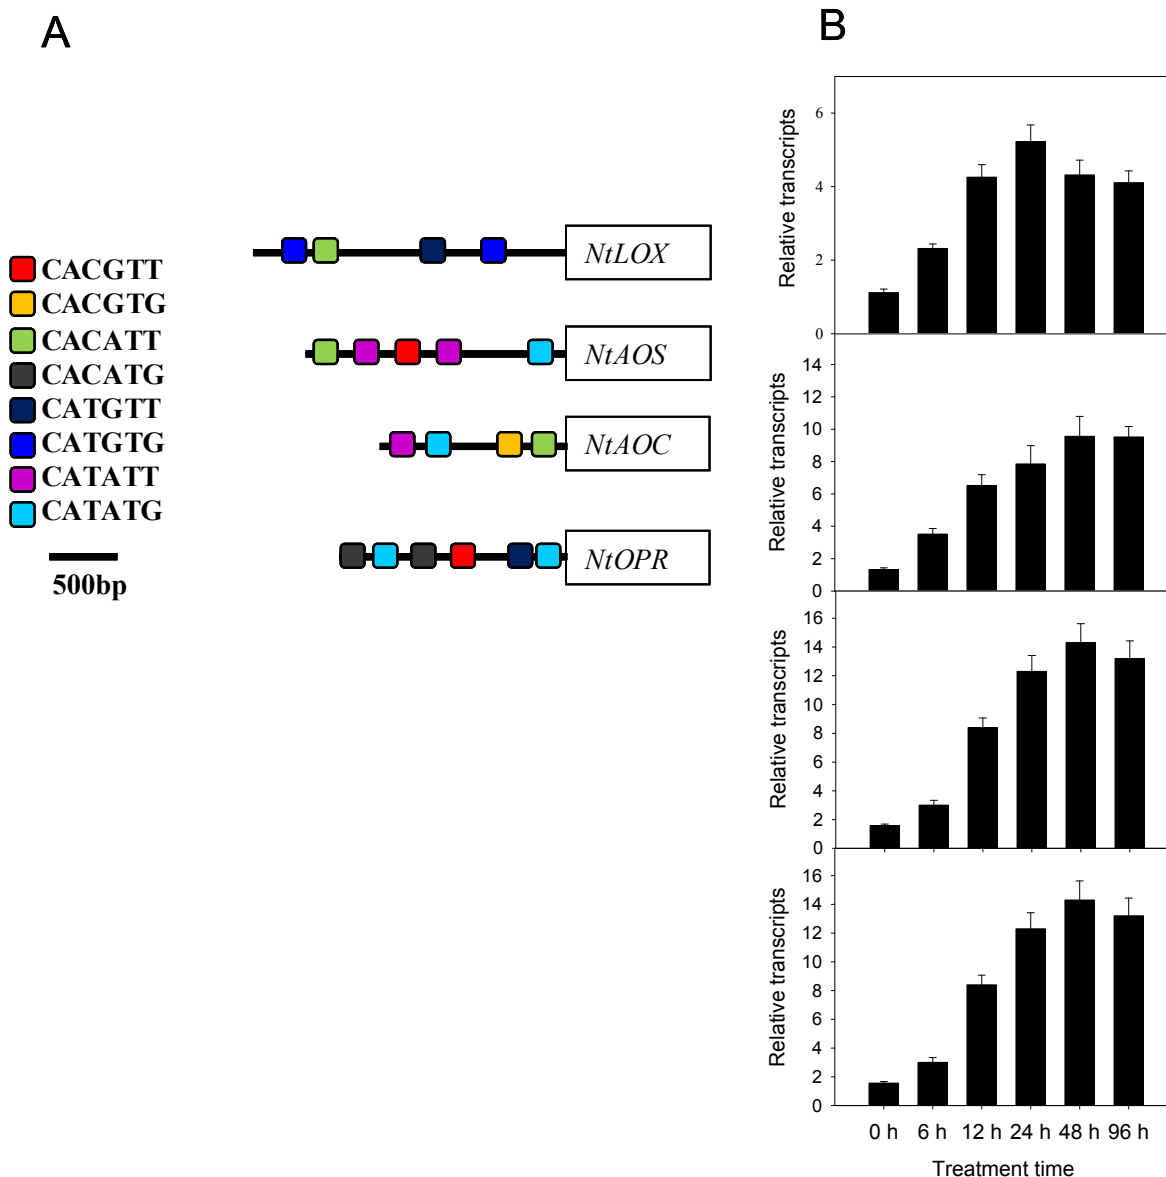 A
CACGTT
CACGTG
CACATT
CACATG
CATGTT
CATGTG
CATATT
CATATG
500bp
NtLOX
NtAOS
NtAOC
NtOPR
B
Relative transcripts
6
4
2
0
Relative transcripts
14
12
10
8
6
4
2
0
Relative transcripts
16
14
12
10
8
6
4
2
0
Relative transcripts
16
14
12
10
8
6
4
2
0
0 h 6 h 12 h 24 h 48 h 96 h
Treatment time